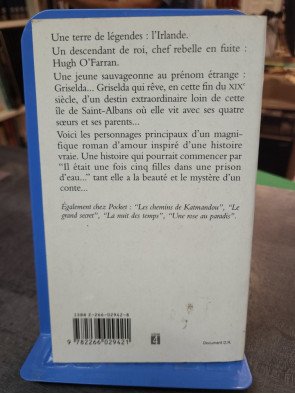 Une terre de légendes : l'Irlande.
Un descendant de roi, chef rebelle en fuite :
Hugh O'Farran.
Une jeune sauvageonne au prénom étrange :
Griselda... Griselda qui rêve, en cette fin du XIXe
siècle, d'un destin extraordinaire loin de cette
île de Saint-Albans où elle vit avec ses quatre
sœurs et ses parents...
Voici les personnages principaux d'un magni-
fique roman d'amour inspiré d'une histoire
vraie. Une histoire qui pourrait commencer par
"Il était une fois cinq filles dans une prison
d'eau..." tant elle a la beauté et le mystère d'un
conte...
Également chez Pocket : "Les chemins de Katmandou", "Le
grand secret", "La nuit des temps", "Une rose au paradis".
ISBN 2-266-02942-8
9 782266 029421
4
Document D.R.